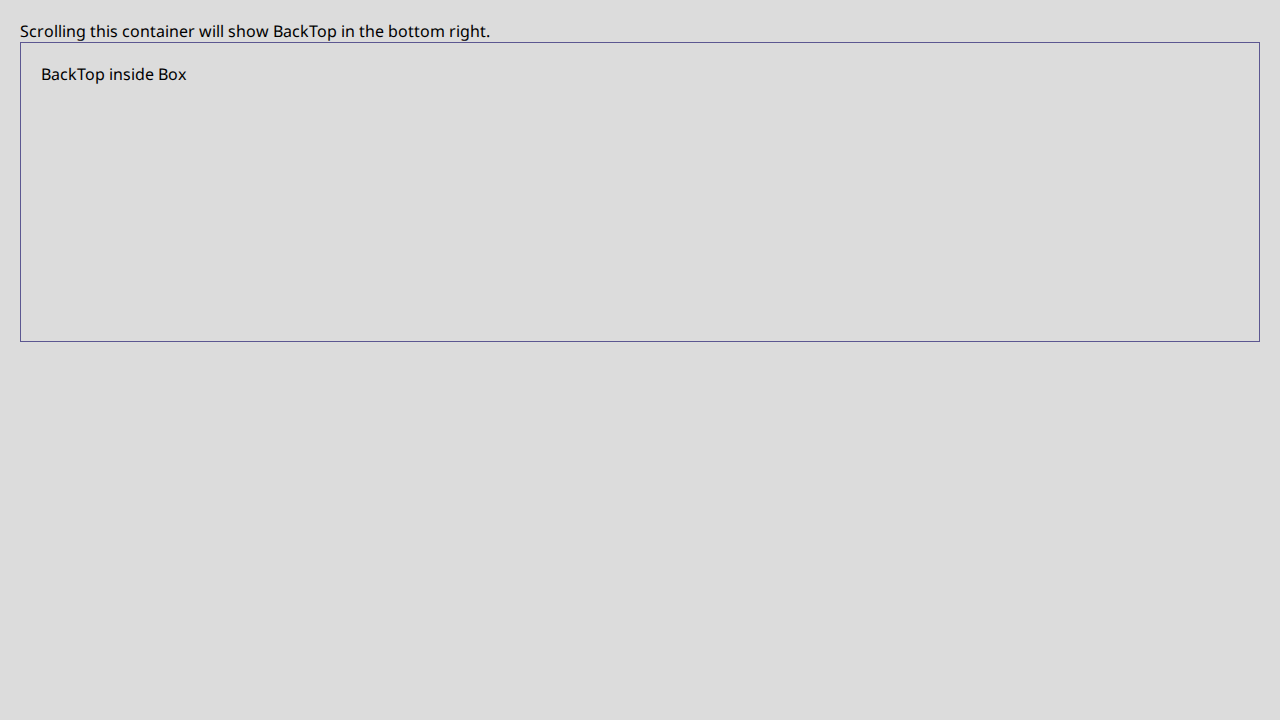 Scrolling this container will show BackTop in the bottom right.
BackTop inside Box